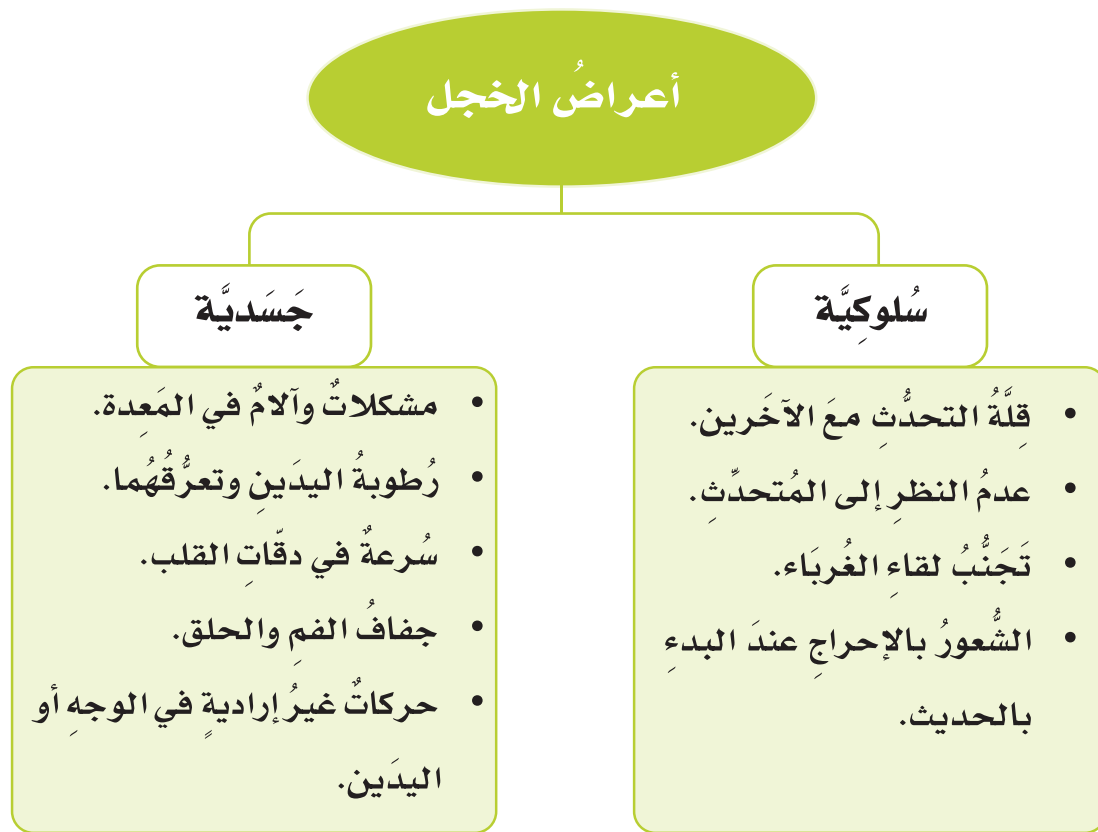 أعراضُ الخجل
سُلوكِيَّة
• قِلَّةُ التحدُّثِ معَ الآخَرين.
• عدمُ النظرِ إلى المُتحدِّثِ.
• تَجَنُّبُ لقاءِ الغُربَاء.
• الشُّعورُ بالإحراجِ عندَ البدءِ
بالحديث.
جَسَديَّة
• مشكلاتٌ وآلامٌ في المَعِدة.
• رُطوبةُ اليدَينِ وتعرُّقُهُما.
• سُرعةٌ في دقّاتِ القلب.
• جفافُ الفمِ والحلق.
• حركاتٌ غيرُ إراديةٍ في الوجهِ أو
اليدَين.